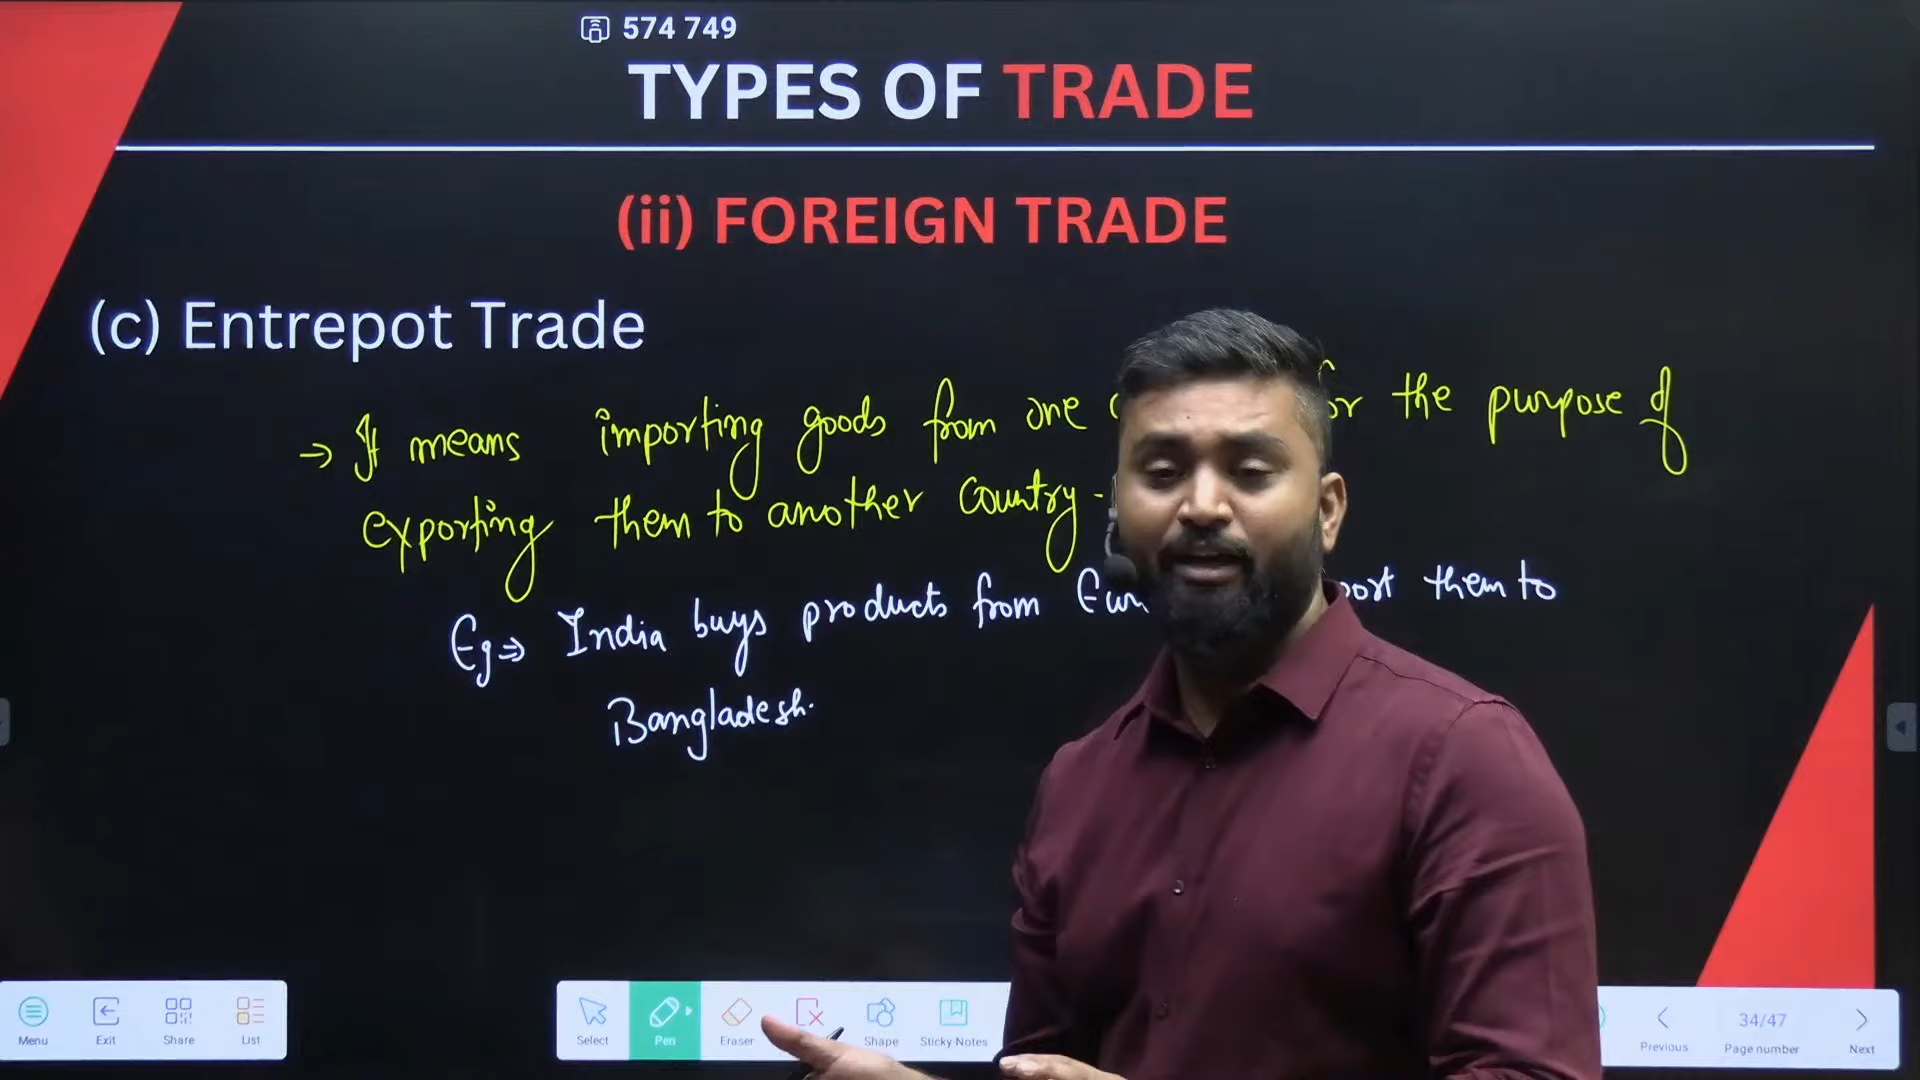 574 749
TYPES OF TRADE
(ii) FOREIGN TRADE
(c) Entrepot Trade
→ It means importing goods from one the purpose of
exporting them to another country.
Eg ⇒ India buys products from them to
Bangladesh.
Menu Exit Share List Select Pen Eraser Shape Sticky Notes Previous 34/47 Page number Next